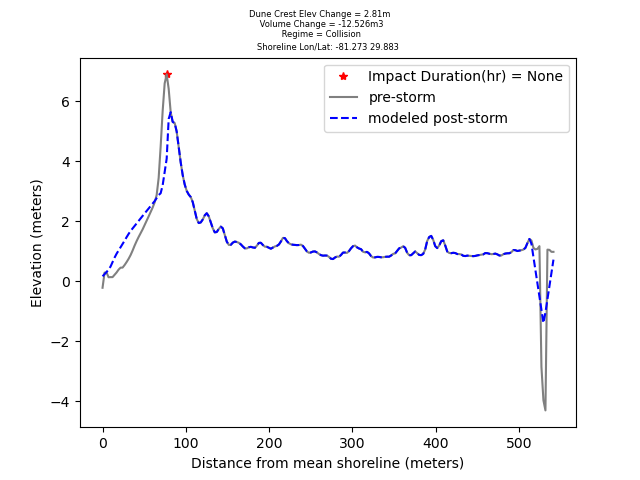 Dune Crest Elev Change = 2.81m
Volume Change = -12.526m3
Regime = Collision
Shoreline Lon/Lat: -81.273 29.883
Impact Duration(hr) = None
pre-storm
modeled post-storm
Elevation (meters)
6
4
2
0
−2
−4
0 100 200 300 400 500
Distance from mean shoreline (meters)